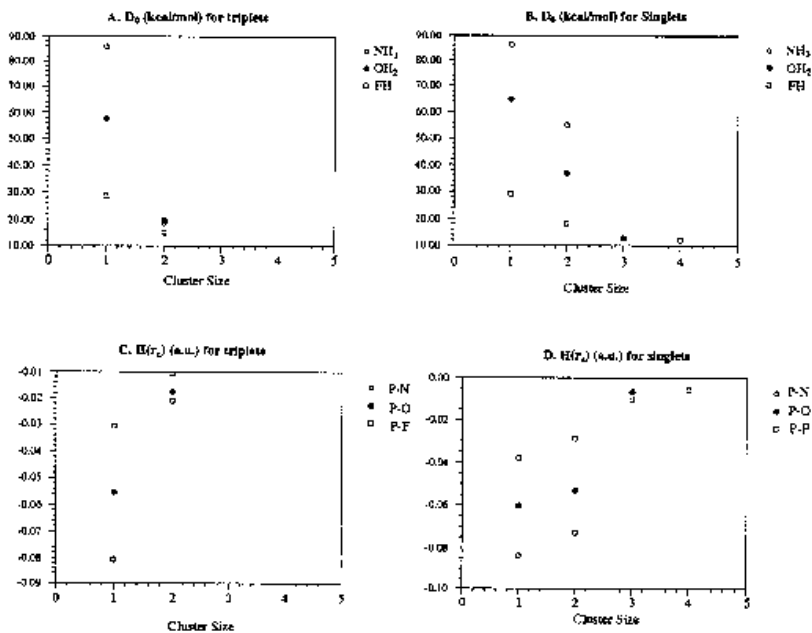 A. D₀ (kcal/mol) for triplets
90.00
80.00
70.00
60.00
50.00
40.00
30.00
20.00
10.00
0
1
2
3
4
5
Cluster Size
NH₃
OH₂
FH
B. D₀ (kcal/mol) for Singlets
90.00
80.00
70.00
60.00
50.00
40.00
30.00
20.00
10.00
0
1
2
3
4
5
Cluster Size
NH₃
OH₂
FH
C. H(r꜀) (a.u.) for triplets
-0.01
-0.02
-0.03
-0.04
-0.05
-0.06
-0.07
-0.08
-0.09
0
1
2
3
4
5
Cluster Size
P-N
P-O
P-F
D. H(r꜀) (a.u.) for singlets
0.00
-0.02
-0.04
-0.06
-0.08
-0.10
0
1
2
3
4
5
Cluster Size
P-N
P-O
P-F